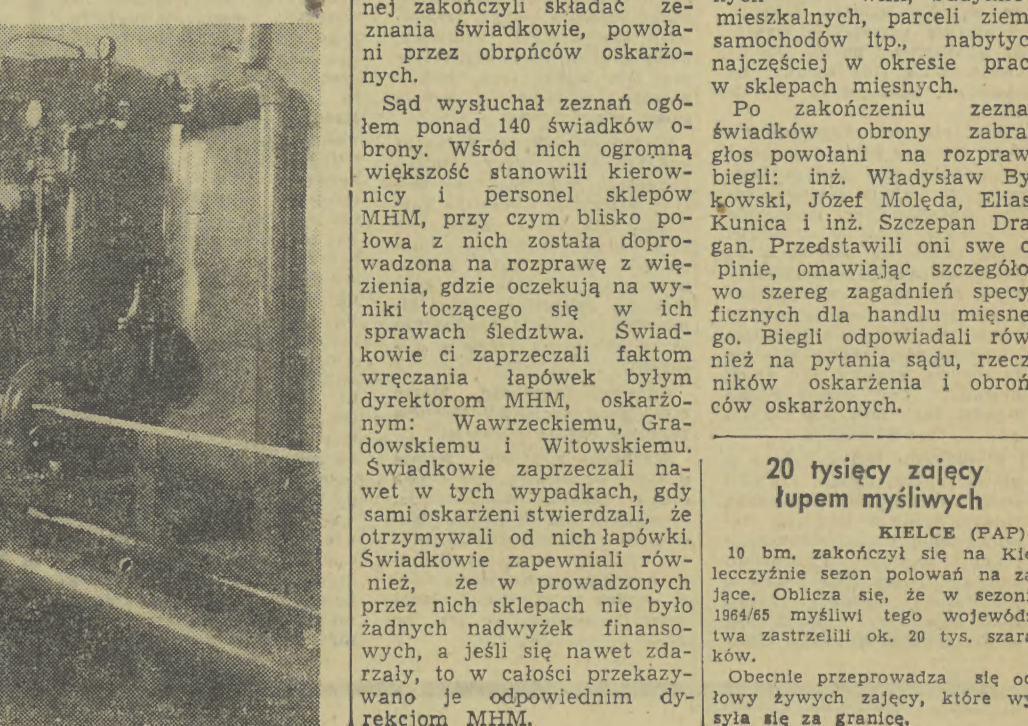 nej zakończyli składać ze-
znania świadkowie, powoła-
ni przez obrońców oskarżo-
nych.
Sąd wysłuchał zeznań ogó-
łem ponad 140 świadków o-
brony. Wśród nich ogromną
większość stanowili kierow-
nicy i personel sklepów
MHM, przy czym blisko po-
łowa z nich została dopro-
wadzona na rozprawę z wię-
zienia, gdzie oczekują na wy-
niki toczącego się w ich
sprawach śledztwa. Świad-
kowie ci zaprzeczali faktom
wręczania łapówek byłym
dyrektorom MHM, oskarżo-
nym: Wawrzeckiemu, Gra-
dowskiemu i Witowskiemu.
Świadkowie zaprzeczali na-
wet w tych wypadkach, gdy
sami oskarżeni stwierdzali, że
otrzymywali od nich łapówki.
Świadkowie zapewniali rów-
nież, że w prowadzonych
przez nich sklepach nie było
żadnych nadwyżek finanso-
wych, a jeśli się nawet zda-
rzały, to w całości przekazy-
wano je odpowiednim dy-
rekcjom MHM.
mieszkalnych, parceli ziem
samochodów itp., nabytyc
najczęściej w okresie prac
w sklepach mięsnych.
Po zakończeniu zezna
świadków obrony zabra
głos powołani na rozpraw
biegli: inż. Władysław By
kowski, Józef Molęda, Elias
Kunica i inż. Szczepan Dra
gan. Przedstawili oni swe o
pinie, omawiając szczegóło
wo szereg zagadnień specy
ficznych dla handlu mięsne
go. Biegli odpowiadali rów
nież na pytania sądu, rzecz
ników oskarżenia i obroń
ców oskarżonych.
20 tysięcy zajęcy
łupem myśliwych
KIELCE (PAP)
10 bm. zakończył się na Kie
lecczyźnie sezon polowań na za
jące. Oblicza się, że w sezoni
1964/65 myśliwi tego wojewódz
twa zastrzelili ok. 20 tys. szara
ków.
Obecnie przeprowadza się od
łowy żywych zajęcy, które wy
syła się za granicę.